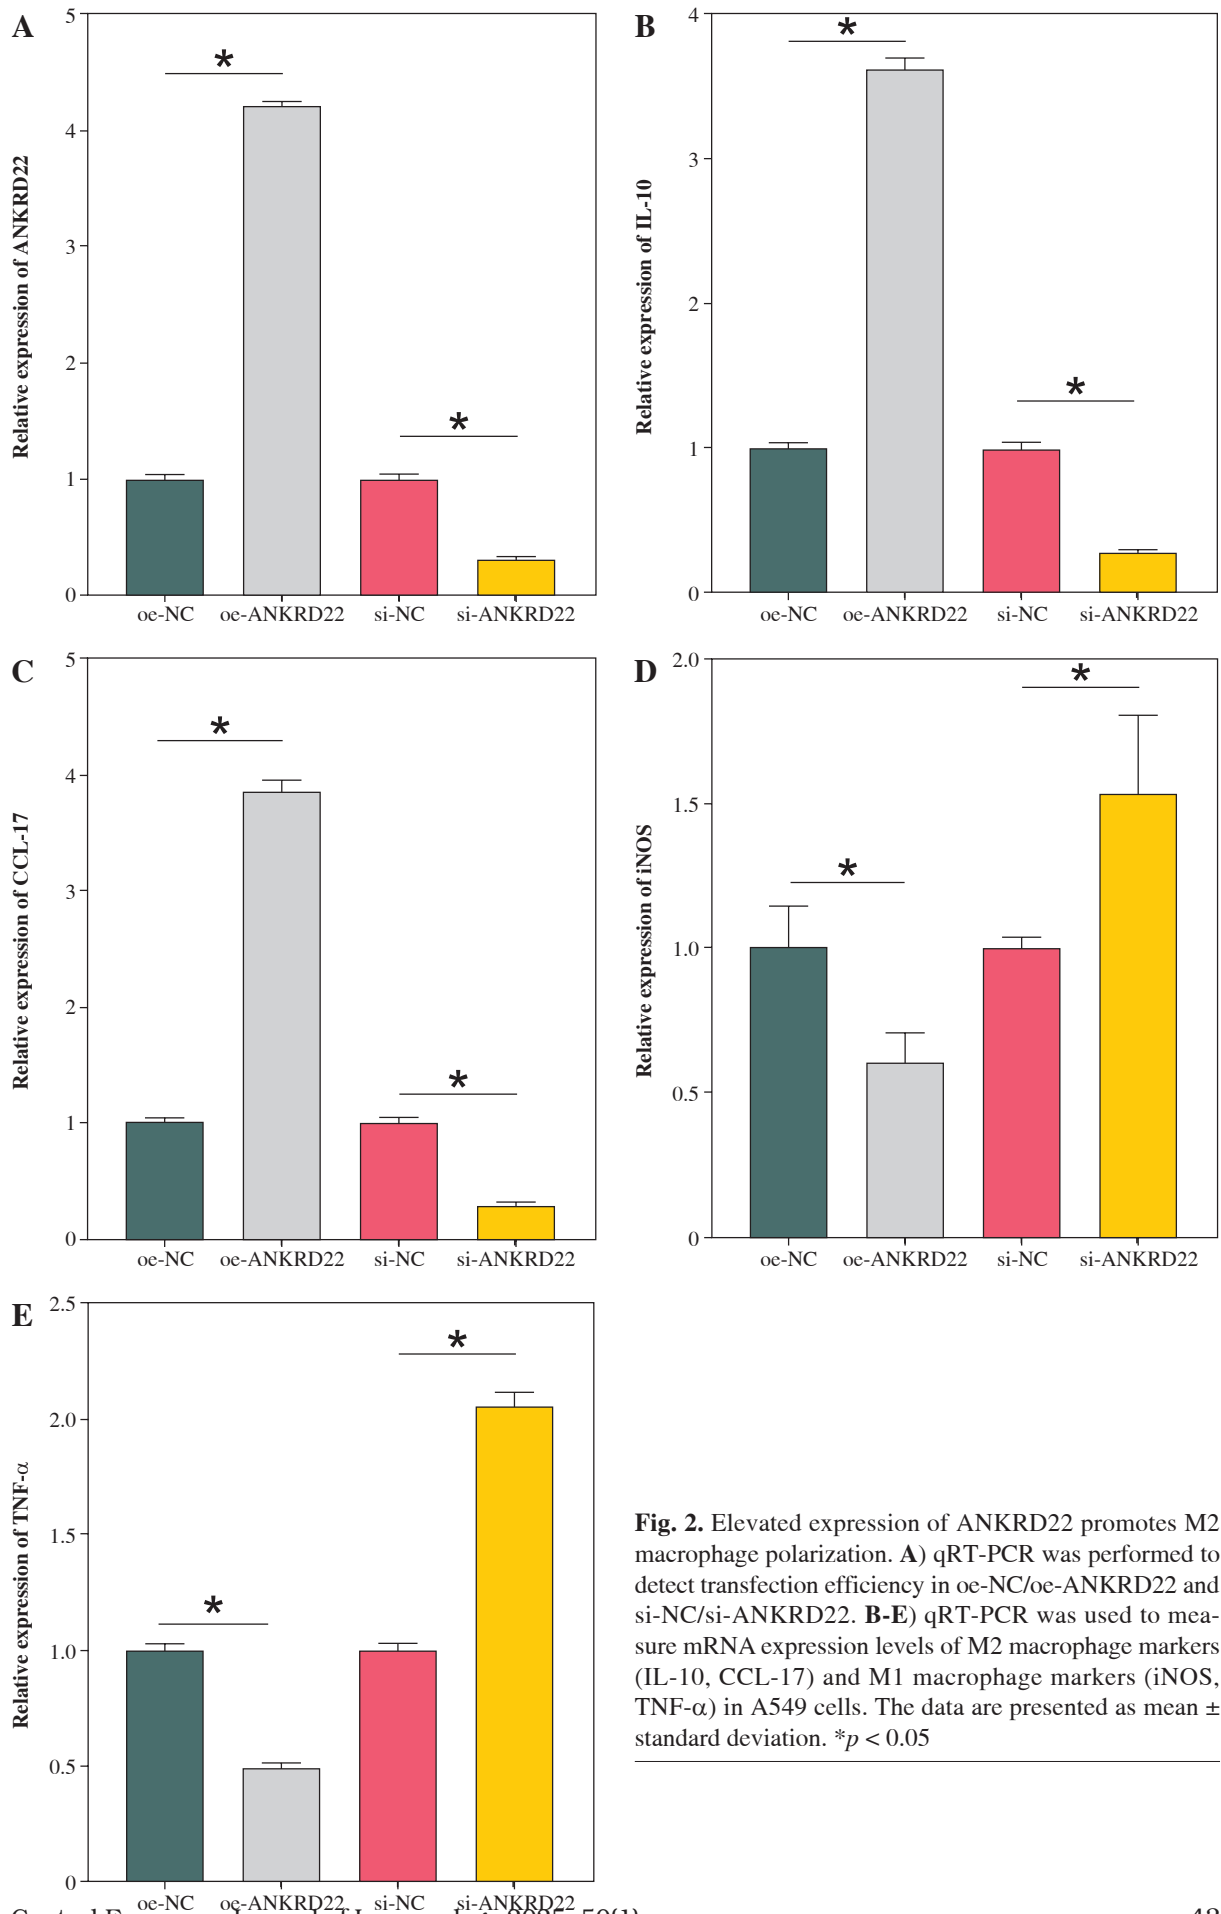 A
5
4
3
2
1
0
Relative expression of ANKRD22
*
*
oe-NC oe-ANKRD22 si-NC si-ANKRD22
B
4
3
2
1
0
Relative expression of IL-10
*
*
oe-NC oe-ANKRD22 si-NC si-ANKRD22
C
5
4
3
2
1
0
Relative expression of CCL-17
*
*
oe-NC oe-ANKRD22 si-NC si-ANKRD22
D
2.0
1.5
1.0
0.5
0
Relative expression of iNOS
*
*
oe-NC oe-ANKRD22 si-NC si-ANKRD22
E
2.5
2.0
1.5
1.0
0.5
0
Relative expression of TNF-α
*
*
oe-NC oe-ANKRD22 si-NC si-ANKRD22
Fig. 2. Elevated expression of ANKRD22 promotes M2
macrophage polarization. A) qRT-PCR was performed to
detect transfection efficiency in oe-NC/oe-ANKRD22 and
si-NC/si-ANKRD22. B-E) qRT-PCR was used to mea-
sure mRNA expression levels of M2 macrophage markers
(IL-10, CCL-17) and M1 macrophage markers (iNOS,
TNF-α) in A549 cells. The data are presented as mean ±
standard deviation. *p < 0.05